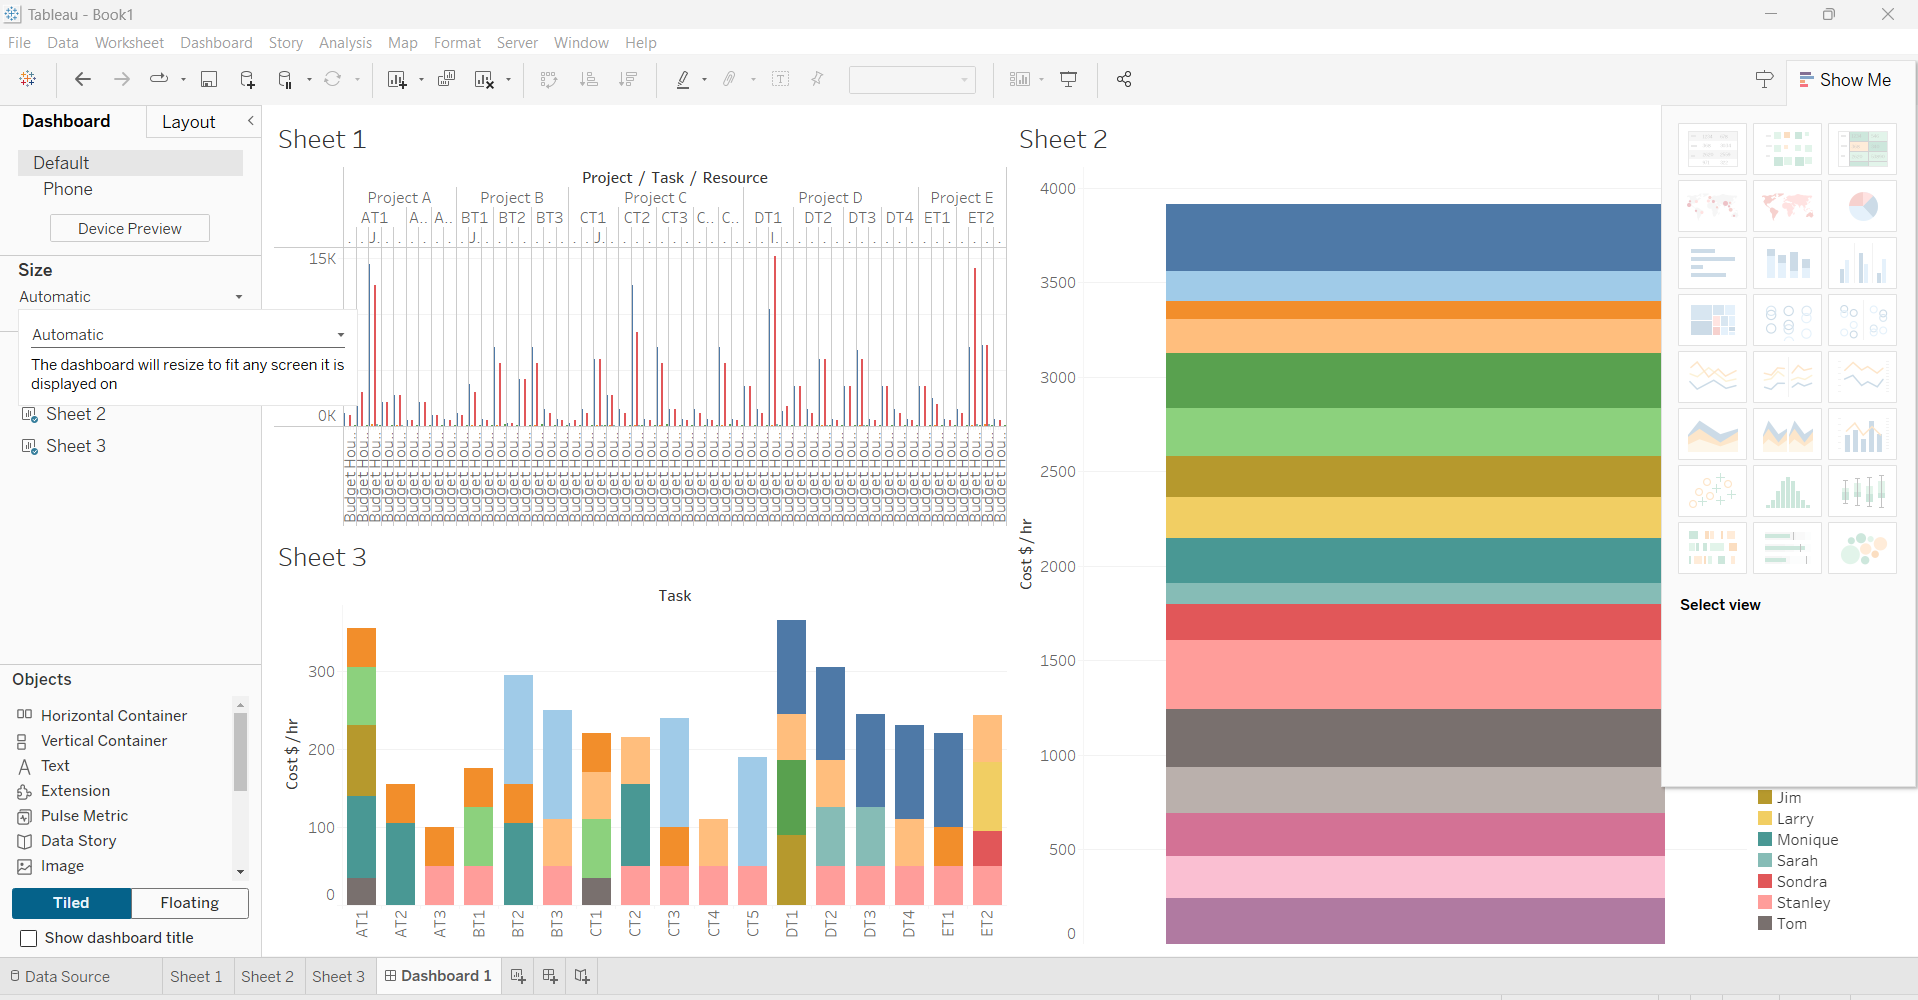 Tableau - Book1
File Data Worksheet Dashboard Story Analysis Map Format Server Window Help
Show Me
Dashboard Layout
Default
Phone
Device Preview
Size
Automatic
Automatic
The dashboard will resize to fit any screen it is
displayed on
Sheet 2
Sheet 3
Objects
Horizontal Container
Vertical Container
Text
Extension
Pulse Metric
Data Story
Image
Tiled Floating
Show dashboard title
Sheet 1
Project / Task / Resource
Project A Project B Project C Project D Project E
AT1 A.. A.. BT1 BT2 BT3 CT1 CT2 CT3 C.. C.. DT1 DT2 DT3 DT4 ET1 ET2
J. J. J. I.
15K
0K
Budget Hou..
Sheet 3
Task
Cost $/hr
300
200
100
0
AT1 AT2 AT3 BT1 BT2 BT3 CT1 CT2 CT3 CT4 CT5 DT1 DT2 DT3 DT4 ET1 ET2
Sheet 2
Cost $/hr
4000
3500
3000
2500
2000
1500
1000
500
0
Select view
Jim
Larry
Monique
Sarah
Sondra
Stanley
Tom
Data Source Sheet 1 Sheet 2 Sheet 3 Dashboard 1